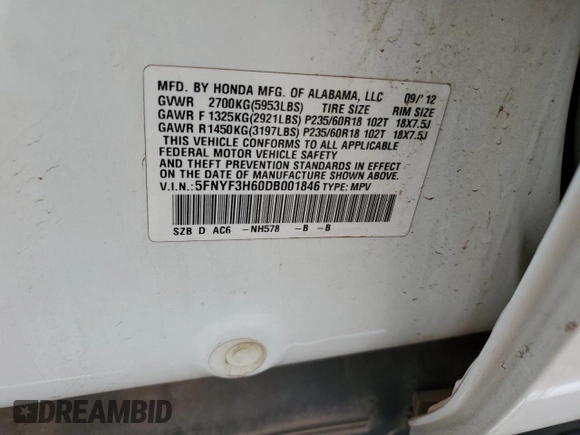 MFD. BY HONDA MFG. OF ALABAMA, LLC 09/'12
GVWR 2700KG(5953LBS) TIRE SIZE RIM SIZE
GAWR F 1325KG(2921LBS) P235/60R18 102T 18X7.5J
GAWR R1450KG(3197LBS) P235/60R18 102T 18X7.5J
THIS VEHICLE CONFORMS TO ALL APPLICABLE
FEDERAL MOTOR VEHICLE SAFETY
AND THEFT PREVENTION STANDARDS IN EFFECT
ON THE DATE OF MANUFACTURE SHOWN ABOVE.
V.I.N.: 5FNYF3H60DB001846 TYPE: MPV
SZB D AC6 -NH578 -B -B
DREAMBID